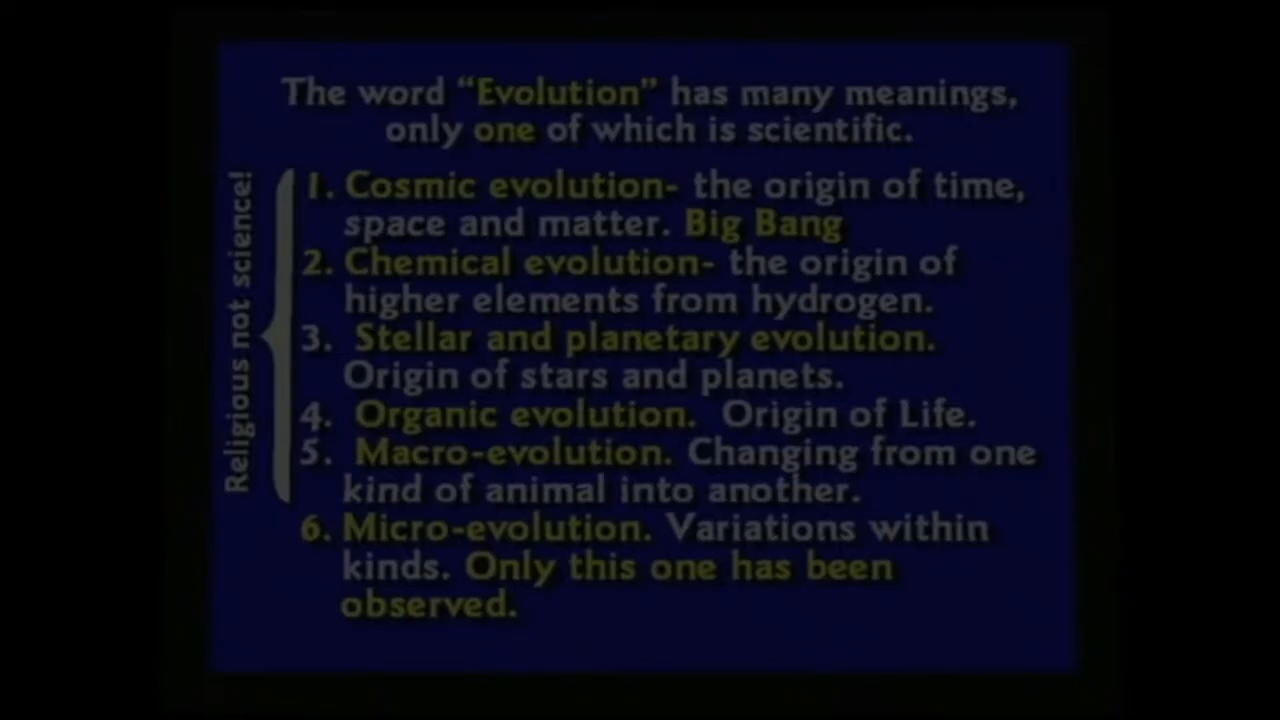 The word “Evolution” has many meanings,
only one of which is scientific.
Religious not science!
1. Cosmic evolution- the origin of time,
space and matter. Big Bang
2. Chemical evolution- the origin of
higher elements from hydrogen.
3. Stellar and planetary evolution.
Origin of stars and planets.
4. Organic evolution. Origin of Life.
5. Macro-evolution. Changing from one
kind of animal into another.
6. Micro-evolution. Variations within
kinds. Only this one has been
observed.